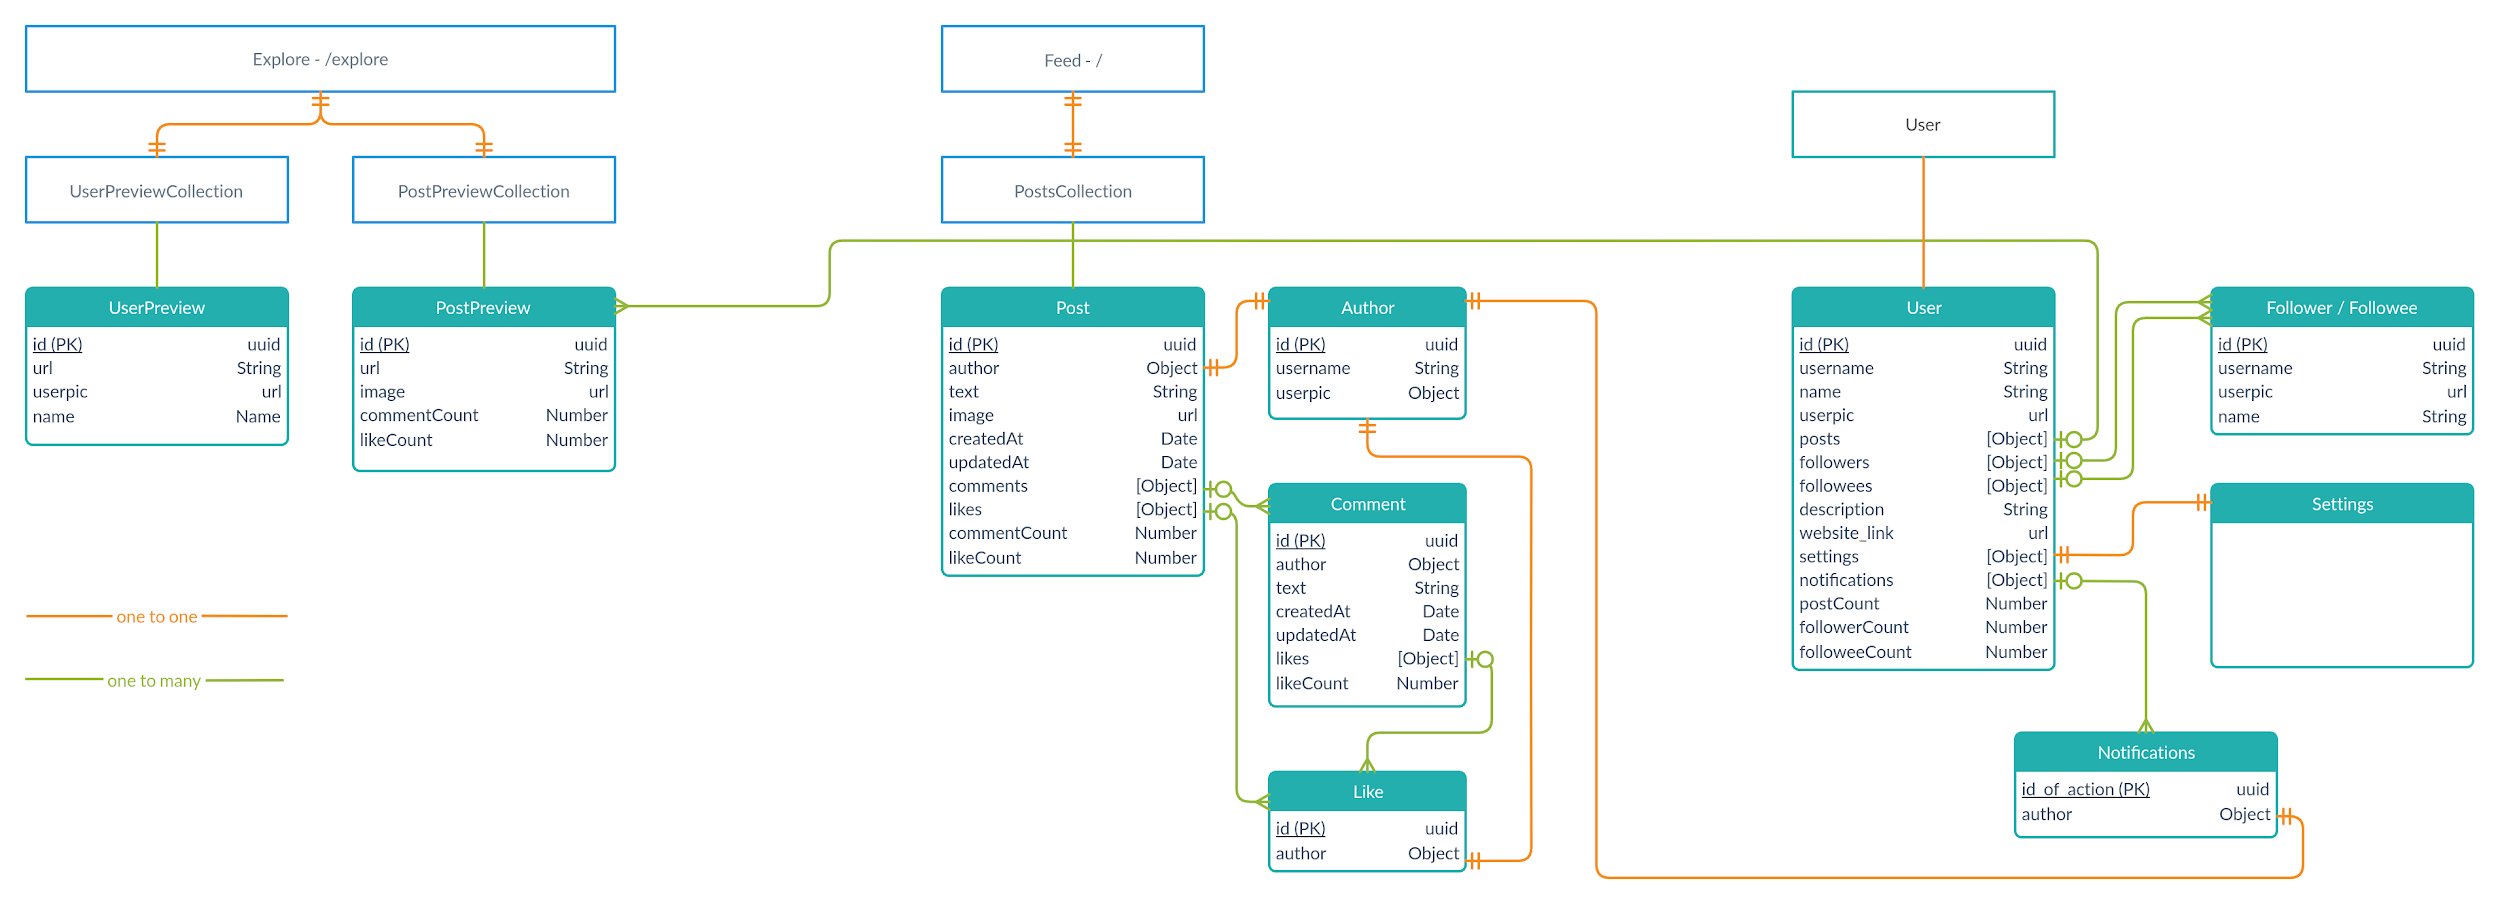 Explore - /explore
Feed - /
User
UserPreviewCollection
PostPreviewCollection
PostsCollection
UserPreview
id (PK) uuid
url String
userpic url
name Name
PostPreview
id (PK) uuid
url String
image url
commentCount Number
likeCount Number
Post
id (PK) uuid
author Object
text String
image url
createdAt Date
updatedAt Date
comments [Object]
likes [Object]
commentCount Number
likeCount Number
Author
id (PK) uuid
username String
userpic Object
Comment
id (PK) uuid
author Object
text String
createdAt Date
updatedAt Date
likes [Object]
likeCount Number
Like
id (PK) uuid
author Object
User
id (PK) uuid
username String
name String
userpic url
posts [Object]
followers [Object]
followees [Object]
description String
website_link url
settings [Object]
notifications [Object]
postCount Number
followerCount Number
followeeCount Number
Follower / Followee
id (PK) uuid
username String
userpic url
name String
Settings
Notifications
id_of_action (PK) uuid
author Object
one to one
one to many